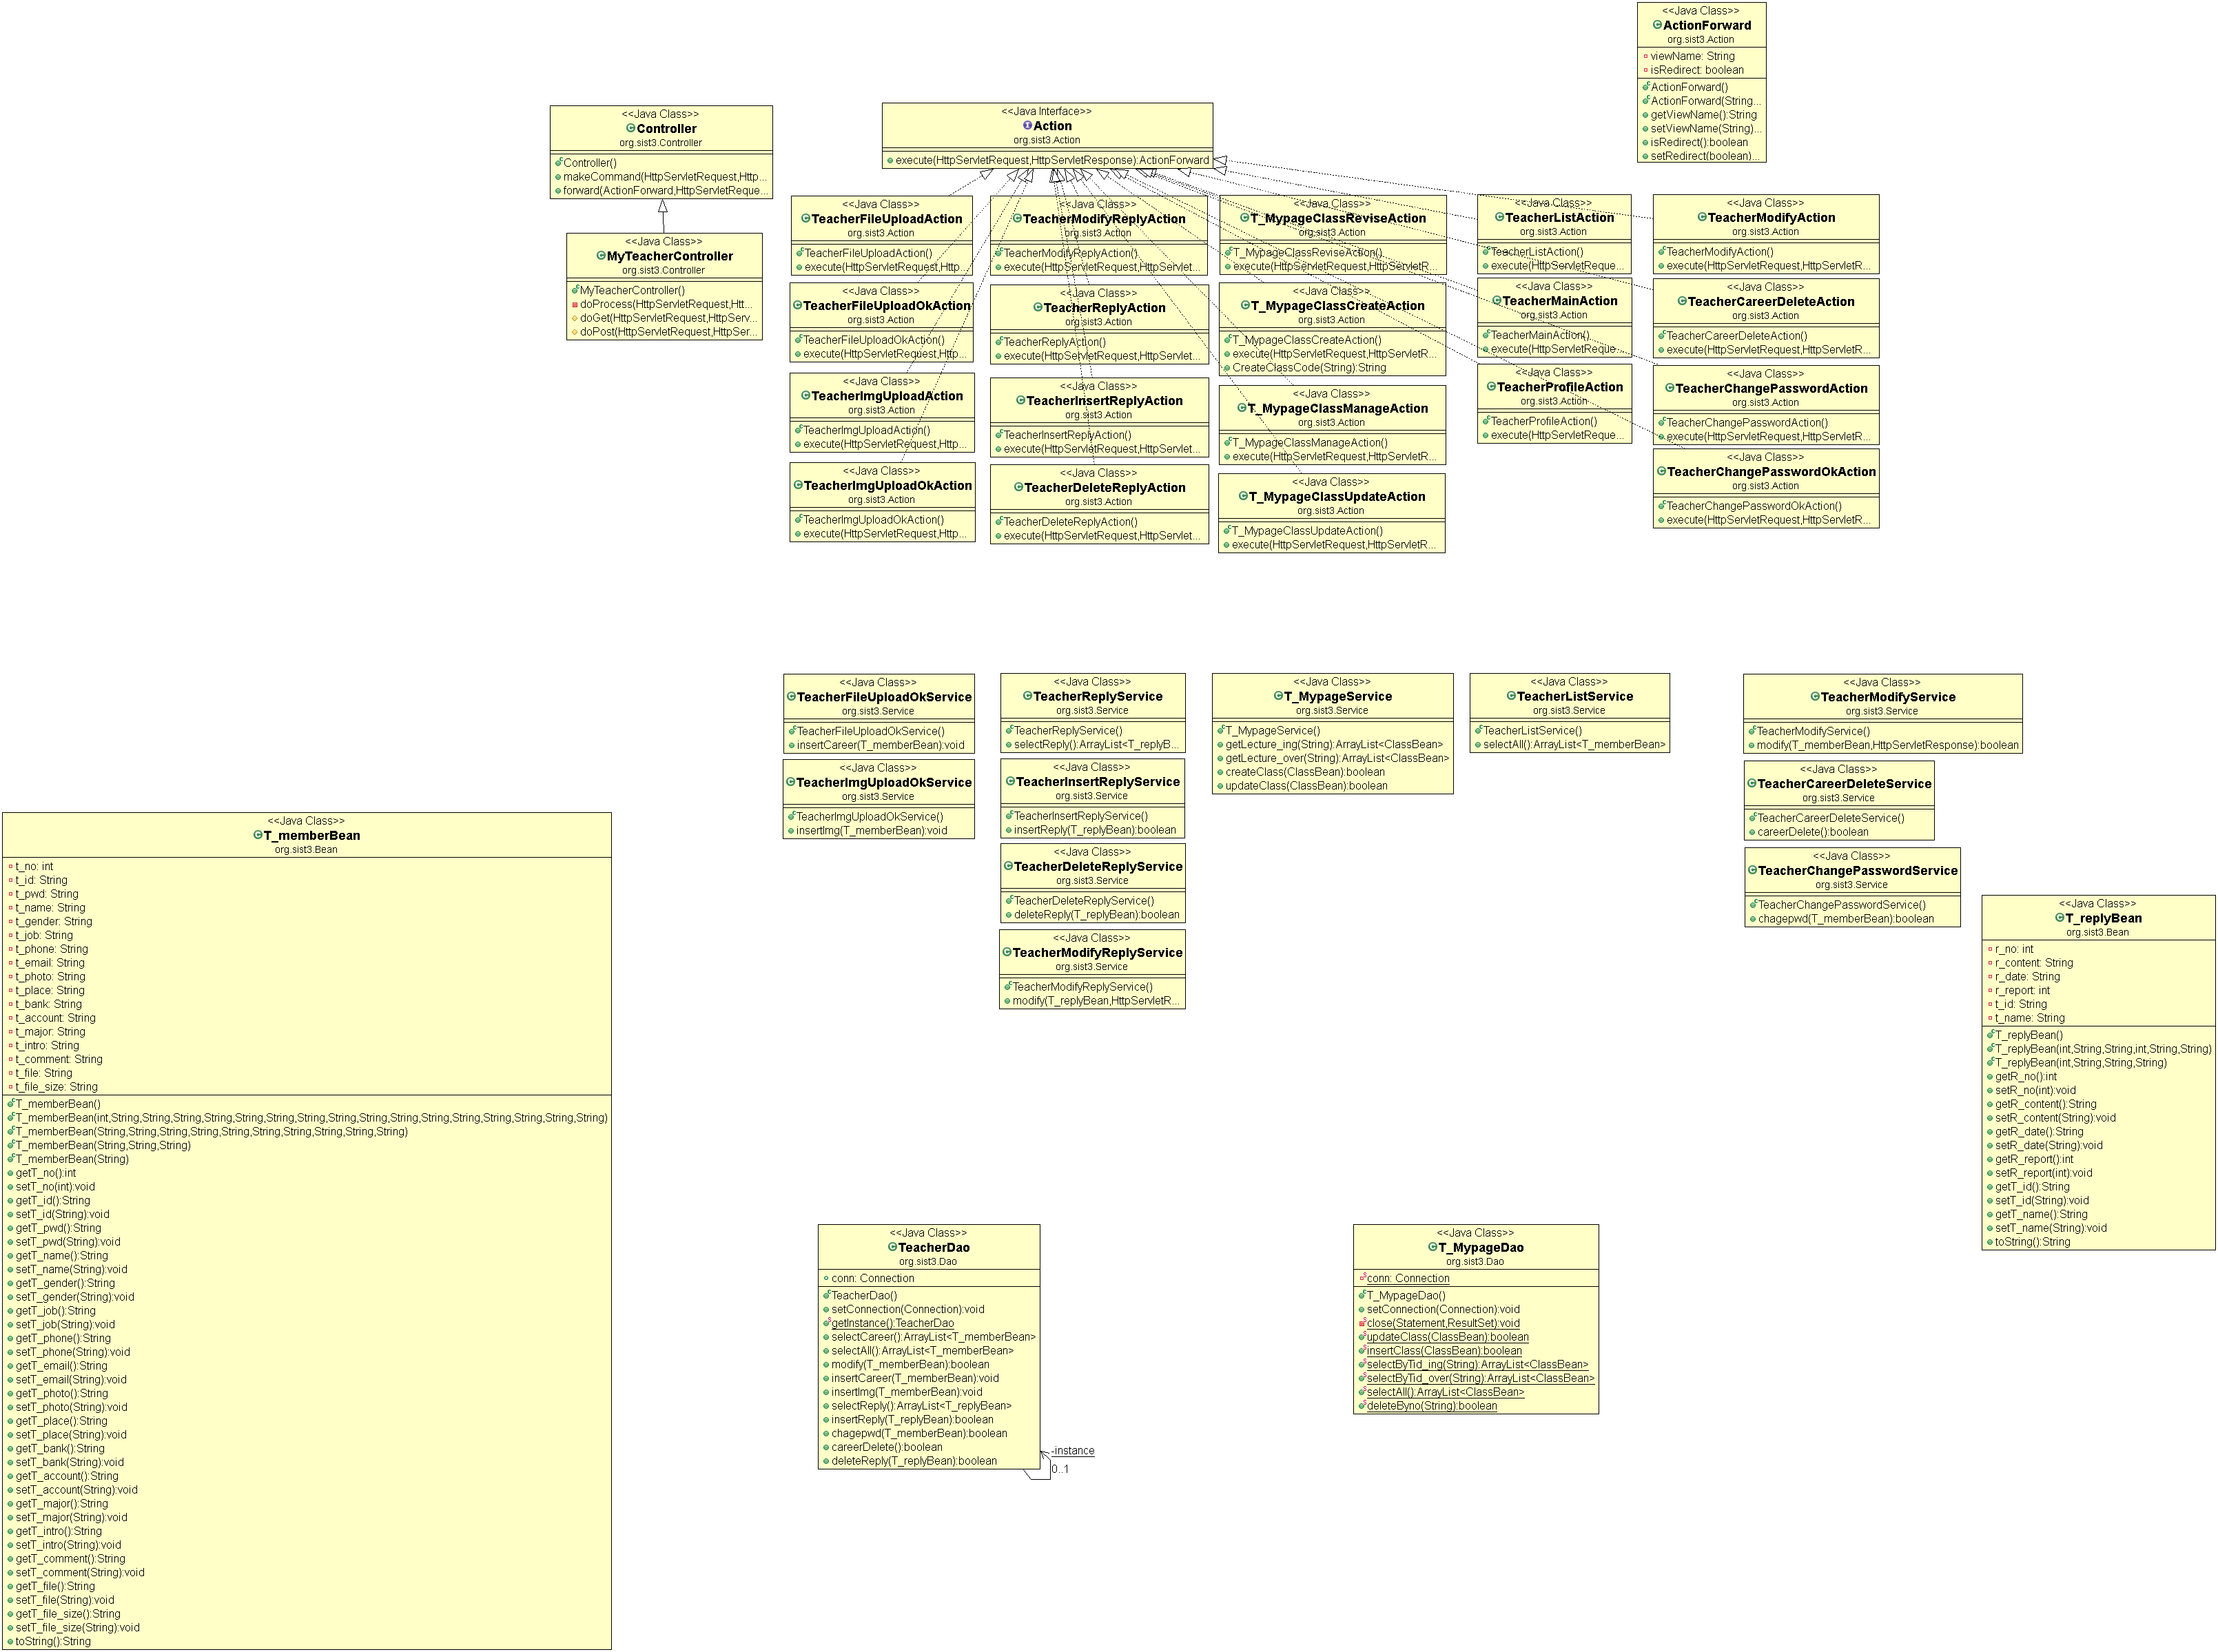 <<Java Class>>
ActionForward
org.sist3.Action
viewName: String
isRedirect: boolean
ActionForward()
ActionForward(String...
getViewName():String
setViewName(String)...
isRedirect():boolean
setRedirect(boolean)...
<<Java Class>>
Controller
org.sist3.Controller
Controller()
makeCommand(HttpServletRequest,Http...
forward(ActionForward,HttpServletReque...
<<Java Interface>>
Action
org.sist3.Action
execute(HttpServletRequest,HttpServletResponse):ActionForward
<<Java Class>>
MyTeacherController
org.sist3.Controller
MyTeacherController()
doProcess(HttpServletRequest,Htt...
doGet(HttpServletRequest,HttpServ...
doPost(HttpServletRequest,HttpSer...
<<Java Class>>
TeacherFileUploadAction
org.sist3.Action
TeacherFileUploadAction()
execute(HttpServletRequest,Http...
<<Java Class>>
TeacherFileUploadOkAction
org.sist3.Action
TeacherFileUploadOkAction()
execute(HttpServletRequest,Http...
<<Java Class>>
TeacherImgUploadAction
org.sist3.Action
TeacherImgUploadAction()
execute(HttpServletRequest,Http...
<<Java Class>>
TeacherImgUploadOkAction
org.sist3.Action
TeacherImgUploadOkAction()
execute(HttpServletRequest,Http...
<<Java Class>>
TeacherModifyReplyAction
org.sist3.Action
TeacherModifyReplyAction()
execute(HttpServletRequest,HttpServlet...
<<Java Class>>
TeacherReplyAction
org.sist3.Action
TeacherReplyAction()
execute(HttpServletRequest,HttpServlet...
<<Java Class>>
TeacherInsertReplyAction
org.sist3.Action
TeacherInsertReplyAction()
execute(HttpServletRequest,HttpServlet...
<<Java Class>>
TeacherDeleteReplyAction
org.sist3.Action
TeacherDeleteReplyAction()
execute(HttpServletRequest,HttpServlet...
<<Java Class>>
T_MypageClassReviseAction
org.sist3.Action
T_MypageClassReviseAction()
execute(HttpServletRequest,HttpServletR...
<<Java Class>>
T_MypageClassCreateAction
org.sist3.Action
T_MypageClassCreateAction()
execute(HttpServletRequest,HttpServletR...
CreateClassCode(String):String
<<Java Class>>
T_MypageClassManageAction
org.sist3.Action
T_MypageClassManageAction()
execute(HttpServletRequest,HttpServletR...
<<Java Class>>
T_MypageClassUpdateAction
org.sist3.Action
T_MypageClassUpdateAction()
execute(HttpServletRequest,HttpServletR...
<<Java Class>>
TeacherListAction
org.sist3.Action
TeacherListAction()
execute(HttpServletReque...
<<Java Class>>
TeacherMainAction
org.sist3.Action
TeacherMainAction()
execute(HttpServletReque...
<<Java Class>>
TeacherProfileAction
org.sist3.Action
TeacherProfileAction()
execute(HttpServletReque...
<<Java Class>>
TeacherModifyAction
org.sist3.Action
TeacherModifyAction()
execute(HttpServletRequest,HttpServletR...
<<Java Class>>
TeacherCareerDeleteAction
org.sist3.Action
TeacherCareerDeleteAction()
execute(HttpServletRequest,HttpServletR...
<<Java Class>>
TeacherChangePasswordAction
org.sist3.Action
TeacherChangePasswordAction()
execute(HttpServletRequest,HttpServletR...
<<Java Class>>
TeacherChangePasswordOkAction
org.sist3.Action
TeacherChangePasswordOkAction()
execute(HttpServletRequest,HttpServletR...
<<Java Class>>
TeacherFileUploadOkService
org.sist3.Service
TeacherFileUploadOkService()
insertCareer(T_memberBean):void
<<Java Class>>
TeacherImgUploadOkService
org.sist3.Service
TeacherImgUploadOkService()
insertImg(T_memberBean):void
<<Java Class>>
TeacherReplyService
org.sist3.Service
TeacherReplyService()
selectReply():ArrayList<T_replyB...
<<Java Class>>
TeacherInsertReplyService
org.sist3.Service
TeacherInsertReplyService()
insertReply(T_replyBean):boolean
<<Java Class>>
TeacherDeleteReplyService
org.sist3.Service
TeacherDeleteReplyService()
deleteReply(T_replyBean):boolean
<<Java Class>>
TeacherModifyReplyService
org.sist3.Service
TeacherModifyReplyService()
modify(T_replyBean,HttpServletR...
<<Java Class>>
T_MypageService
org.sist3.Service
T_MypageService()
getLecture_ing(String):ArrayList<ClassBean>
getLecture_over(String):ArrayList<ClassBean>
createClass(ClassBean):boolean
updateClass(ClassBean):boolean
<<Java Class>>
TeacherListService
org.sist3.Service
TeacherListService()
selectAll():ArrayList<T_memberBean>
<<Java Class>>
TeacherModifyService
org.sist3.Service
TeacherModifyService()
modify(T_memberBean,HttpServletResponse):boolean
<<Java Class>>
TeacherCareerDeleteService
org.sist3.Service
TeacherCareerDeleteService()
careerDelete():boolean
<<Java Class>>
TeacherChangePasswordService
org.sist3.Service
TeacherChangePasswordService()
chagepwd(T_memberBean):boolean
<<Java Class>>
T_memberBean
org.sist3.Bean
t_no: int
t_id: String
t_pwd: String
t_name: String
t_gender: String
t_job: String
t_phone: String
t_email: String
t_photo: String
t_place: String
t_bank: String
t_account: String
t_major: String
t_intro: String
t_comment: String
t_file: String
t_file_size: String
T_memberBean()
T_memberBean(int,String,String,String,String,String,String,String,String,String,String,String,String,String,String,String,String)
T_memberBean(String,String,String,String,String,String,String,String,String,String)
T_memberBean(String,String,String)
T_memberBean(String)
getT_no():int
setT_no(int):void
getT_id():String
setT_id(String):void
getT_pwd():String
setT_pwd(String):void
getT_name():String
setT_name(String):void
getT_gender():String
setT_gender(String):void
getT_job():String
setT_job(String):void
getT_phone():String
setT_phone(String):void
getT_email():String
setT_email(String):void
getT_photo():String
setT_photo(String):void
getT_place():String
setT_place(String):void
getT_bank():String
setT_bank(String):void
getT_account():String
setT_account(String):void
getT_major():String
setT_major(String):void
getT_intro():String
setT_intro(String):void
getT_comment():String
setT_comment(String):void
getT_file():String
setT_file(String):void
getT_file_size():String
setT_file_size(String):void
toString():String
<<Java Class>>
T_replyBean
org.sist3.Bean
r_no: int
r_content: String
r_date: String
r_report: int
t_id: String
t_name: String
T_replyBean()
T_replyBean(int,String,String,int,String,String)
T_replyBean(int,String,String,String)
getR_no():int
setR_no(int):void
getR_content():String
setR_content(String):void
getR_date():String
setR_date(String):void
getR_report():int
setR_report(int):void
getT_id():String
setT_id(String):void
getT_name():String
setT_name(String):void
toString():String
<<Java Class>>
TeacherDao
org.sist3.Dao
conn: Connection
TeacherDao()
setConnection(Connection):void
getInstance():TeacherDao
selectCareer():ArrayList<T_memberBean>
selectAll():ArrayList<T_memberBean>
modify(T_memberBean):boolean
insertCareer(T_memberBean):void
insertImg(T_memberBean):void
selectReply():ArrayList<T_replyBean>
insertReply(T_replyBean):boolean
chagepwd(T_memberBean):boolean
careerDelete():boolean
deleteReply(T_replyBean):boolean
-instance
0..1
<<Java Class>>
T_MypageDao
org.sist3.Dao
conn: Connection
T_MypageDao()
setConnection(Connection):void
close(Statement,ResultSet):void
updateClass(ClassBean):boolean
insertClass(ClassBean):boolean
selectByTid_ing(String):ArrayList<ClassBean>
selectByTid_over(String):ArrayList<ClassBean>
selectAll():ArrayList<ClassBean>
deleteByno(String):boolean